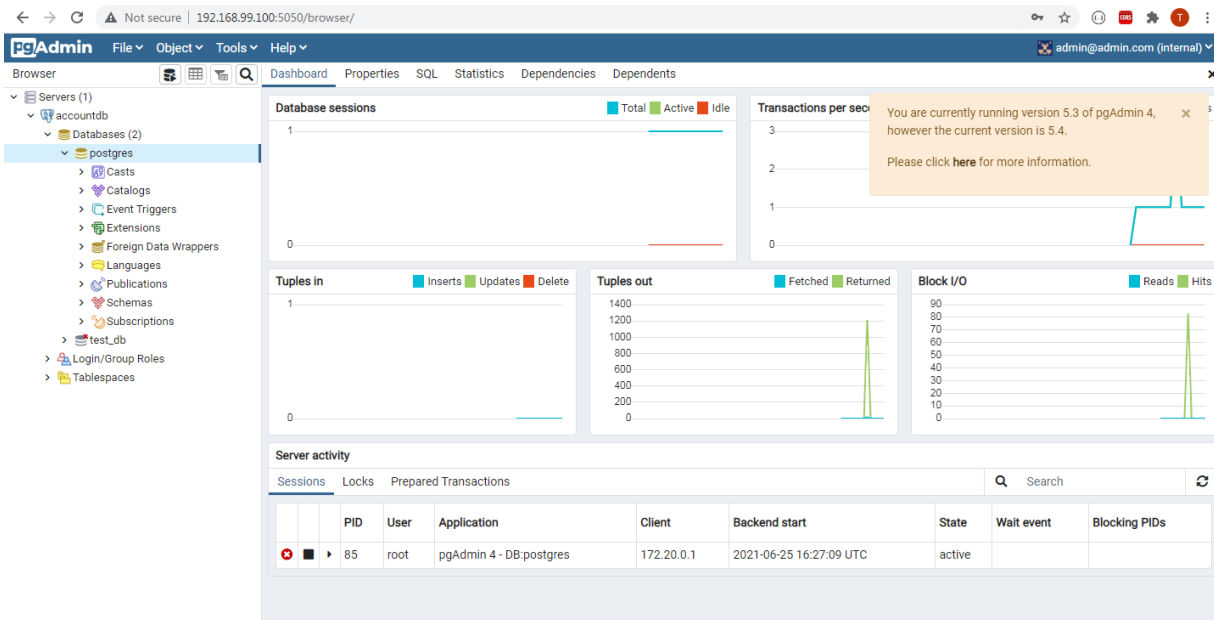 Not secure 192.168.99.100:5050/browser/
CORS T
pgAdmin File Object Tools Help admin@admin.com (internal)
Browser
Dashboard Properties SQL Statistics Dependencies Dependents
Servers (1)
accountdb
Databases (2)
postgres
Casts
Catalogs
Event Triggers
Extensions
Foreign Data Wrappers
Languages
Publications
Schemas
Subscriptions
test_db
Login/Group Roles
Tablespaces
Database sessions Total Active Idle
1
0
Transactions per seco
3
2
1
0
You are currently running version 5.3 of pgAdmin 4,
however the current version is 5.4.
Please click here for more information.
Tuples in Inserts Updates Delete
1
0
Tuples out Fetched Returned
1400
1200
1000
800
600
400
200
0
Block I/O Reads Hits
90
80
70
60
50
40
30
20
10
0
Server activity
Sessions Locks Prepared Transactions Search
PID User Application Client Backend start State Wait event Blocking PIDs
85 root pgAdmin 4 - DB:postgres 172.20.0.1 2021-06-25 16:27:09 UTC active